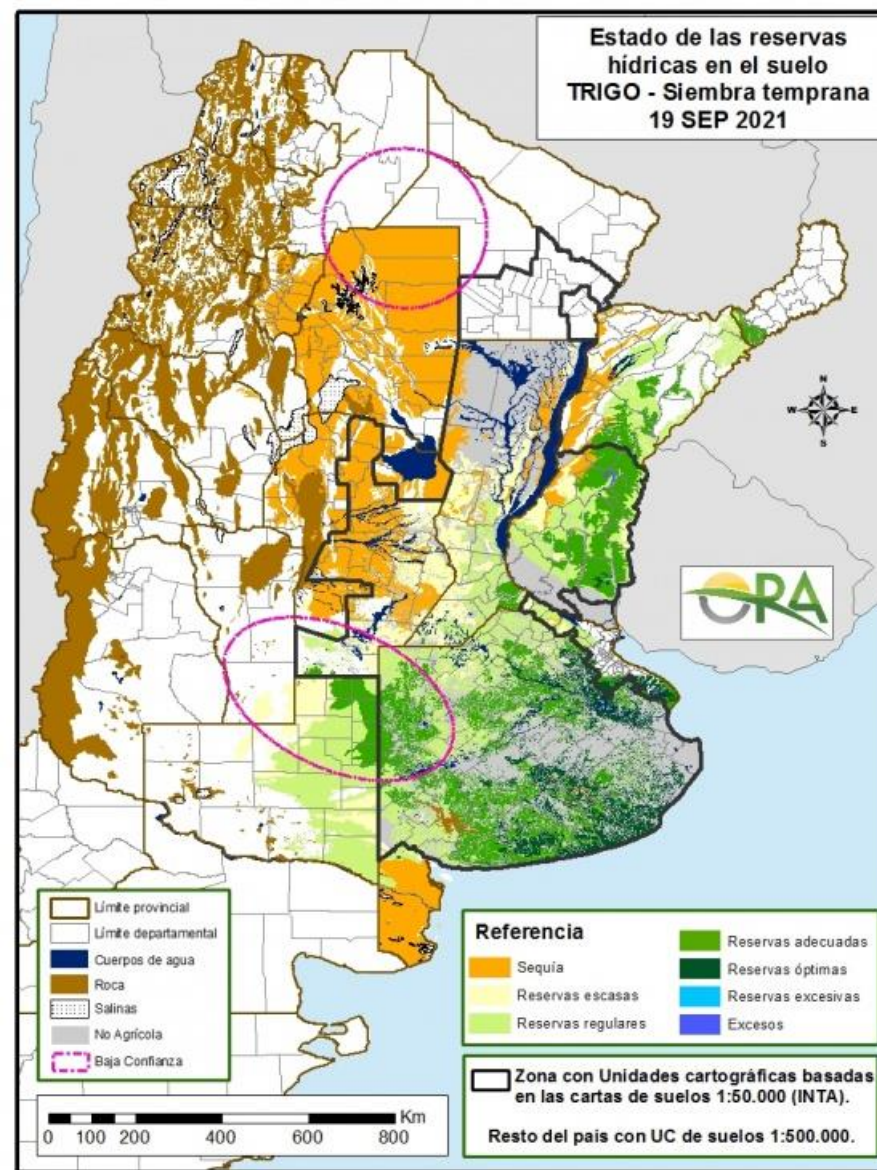 Estado de las reservas
hídricas en el suelo
TRIGO - Siembra temprana
19 SEP 2021
N
W E
S
ORA
Límite provincial
Límite departamental
Cuerpos de agua
Roca
Salinas
No Agrícola
Baja Confianza
Referencia
Sequía
Reservas escasas
Reservas regulares
Reservas adecuadas
Reservas óptimas
Reservas excesivas
Excesos
Km
0 100 200 400 600 800
Zona con Unidades cartográficas basadas
en las cartas de suelos 1:50.000 (INTA).
Resto del país con UC de suelos 1:500.000.